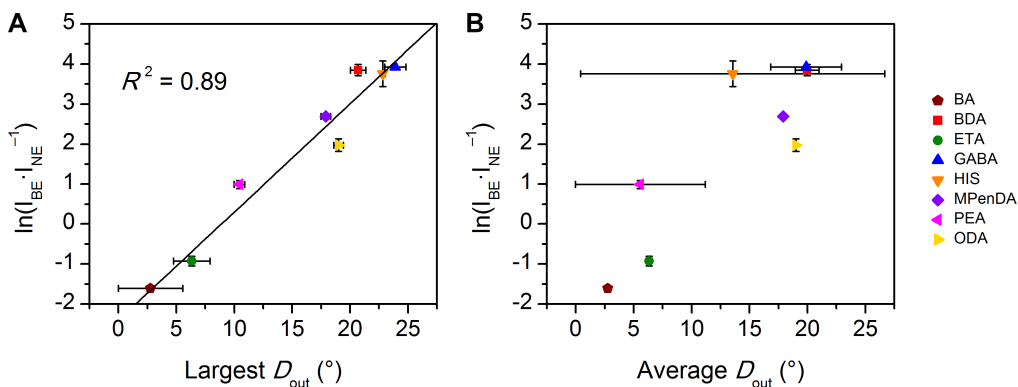 A
5
4
3
2
1
0
-1
-2
ln(I_BE·I_NE^−1)
R² = 0.89
0 5 10 15 20 25
Largest D_out (°)
B
5
4
3
2
1
0
-1
-2
ln(I_BE·I_NE^−1)
0 5 10 15 20 25
Average D_out (°)
BA
BDA
ETA
GABA
HIS
MPenDA
PEA
ODA